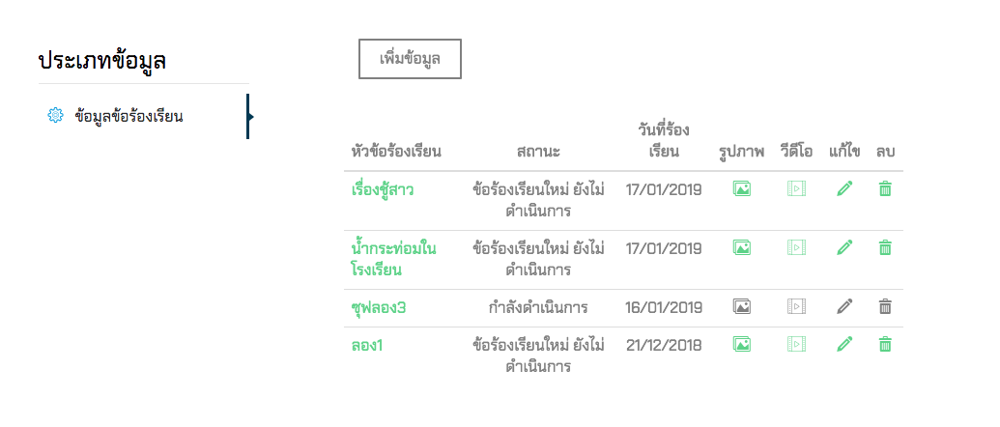 ประเภทข้อมูล
ข้อมูลข้อร้องเรียน
เพิ่มข้อมูล
หัวข้อร้องเรียน สถานะ วันที่ร้องเรียน รูปภาพ วีดีโอ แก้ไข ลบ
เรื่องชู้สาว ข้อร้องเรียนใหม่ ยังไม่ 17/01/2019
ดำเนินการ
น้ำกระท่อมใน ข้อร้องเรียนใหม่ ยังไม่ 17/01/2019
โรงเรียน ดำเนินการ
ซุฟลอง3 กำลังดำเนินการ 16/01/2019
ลอง1 ข้อร้องเรียนใหม่ ยังไม่ 21/12/2018
ดำเนินการ